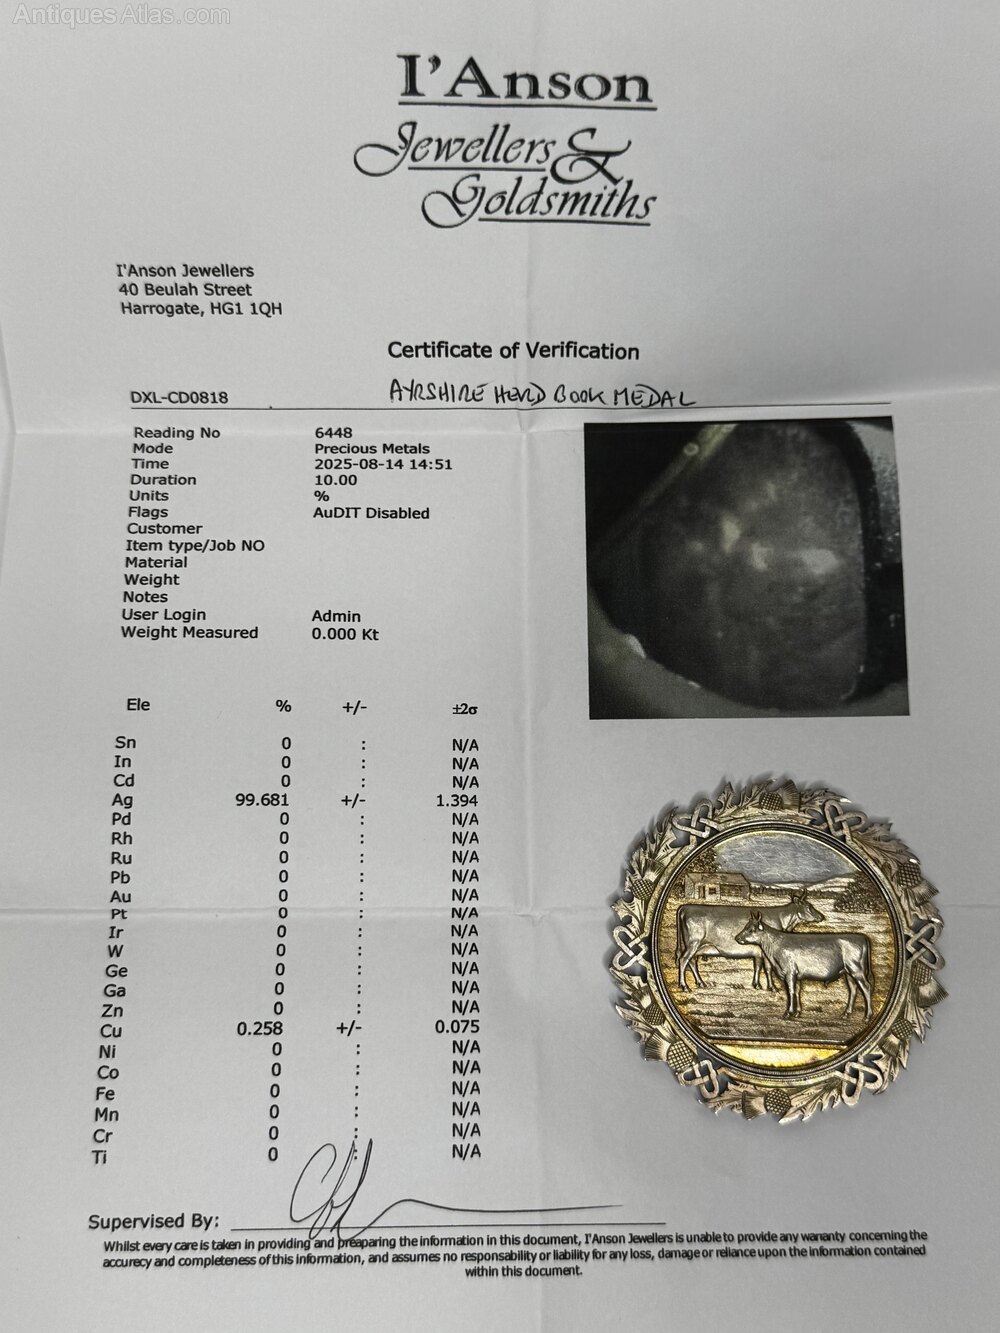 Antiques Atlas.com
I'Anson
Jewellers &
Goldsmiths
I'Anson Jewellers
40 Beulah Street
Harrogate, HG1 1QH
Certificate of Verification
DXL-CD0818 AYRSHIRE HERD BOOK MEDAL
Reading No 6448
Mode Precious Metals
Time 2025-08-14 14:51
Duration 10.00
Units %
Flags AuDIT Disabled
Customer
Item type/Job NO
Material
Weight
Notes
User Login Admin
Weight Measured 0.000 Kt
Ele % +/- ±2σ
Sn 0 : N/A
In 0 : N/A
Cd 0 : N/A
Ag 99.681 +/- 1.394
Pd 0 : N/A
Rh 0 : N/A
Ru 0 : N/A
Pb 0 : N/A
Au 0 : N/A
Pt 0 : N/A
Ir 0 : N/A
W 0 : N/A
Ge 0 : N/A
Ga 0 : N/A
Zn 0 : N/A
Cu 0.258 +/- 0.075
Ni 0 : N/A
Co 0 : N/A
Fe 0 : N/A
Mn 0 : N/A
Cr 0 : N/A
Ti 0 : N/A
Supervised By:
Whilst every care is taken in providing and preaparing the information in this document, I'Anson Jewellers is unable to provide any warranty concerning the
accurecy and completeness of this information, and assumes no responsability or liability for any loss, damage or reliance upon the information contained
within this document.